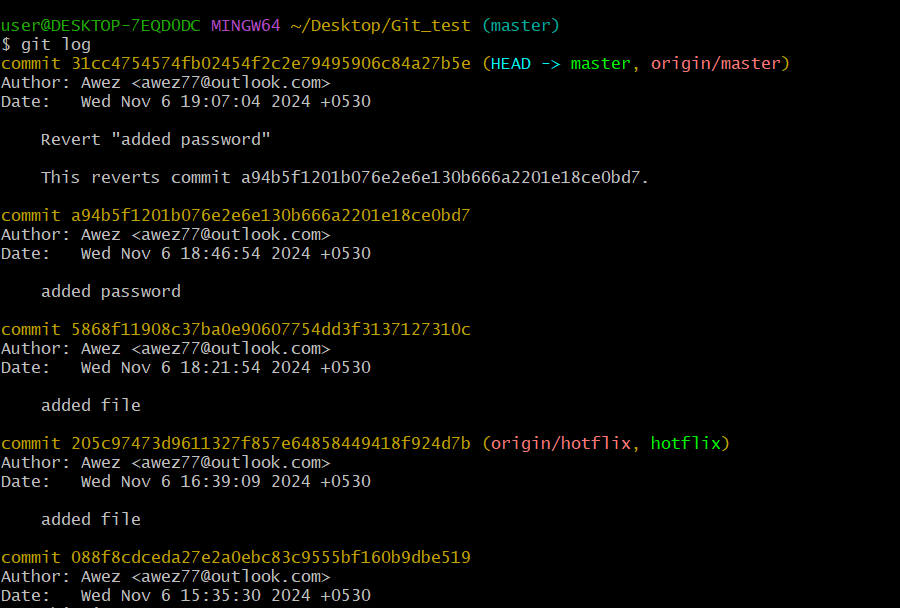 user@DESKTOP-7EQD0DC MINGW64 ~/Desktop/Git_test (master)
$ git log
commit 31cc4754574fb02454f2c2e79495906c84a27b5e (HEAD -> master, origin/master)
Author: Awez <awez77@outlook.com>
Date:   Wed Nov 6 19:07:04 2024 +0530
    Revert "added password"
    This reverts commit a94b5f1201b076e2e6e130b666a2201e18ce0bd7.
commit a94b5f1201b076e2e6e130b666a2201e18ce0bd7
Author: Awez <awez77@outlook.com>
Date:   Wed Nov 6 18:46:54 2024 +0530
    added password
commit 5868f11908c37ba0e90607754dd3f3137127310c
Author: Awez <awez77@outlook.com>
Date:   Wed Nov 6 18:21:54 2024 +0530
    added file
commit 205c97473d9611327f857e64858449418f924d7b (origin/hotflix, hotflix)
Author: Awez <awez77@outlook.com>
Date:   Wed Nov 6 16:39:09 2024 +0530
    added file
commit 088f8cdceda27e2a0ebc83c9555bf160b9dbe519
Author: Awez <awez77@outlook.com>
Date:   Wed Nov 6 15:35:30 2024 +0530